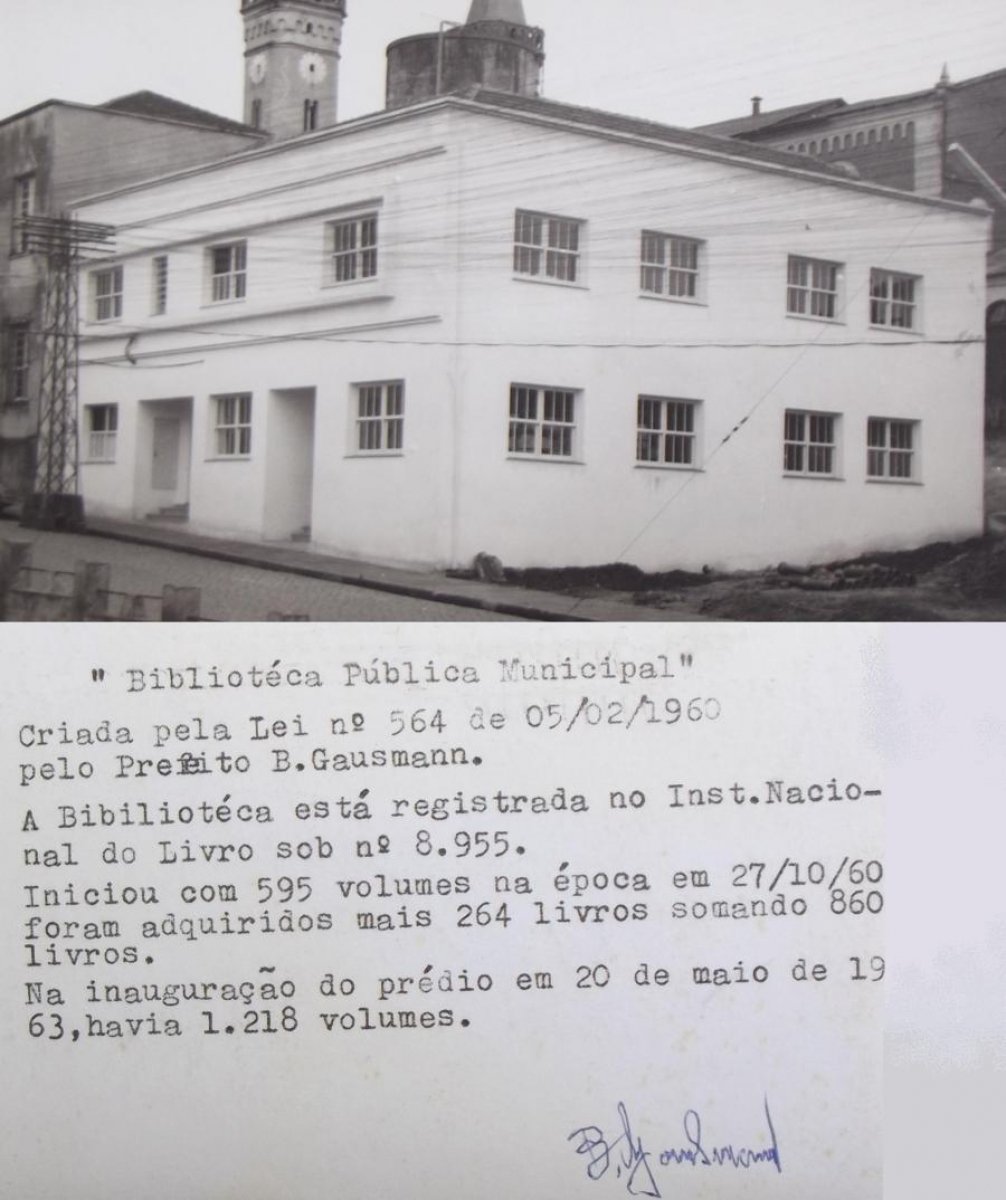 " Bibliotéca Pública Municipal"
Criada pela Lei nº 564 de 05/02/1960
pelo Prefeito B.Gausmann.
A Bibiliotéca está registrada no Inst.Nacio-
nal do Livro sob nº 8.955.
Iniciou com 595 volumes na época em 27/10/60
foram adquiridos mais 264 livros somando 860
livros.
Na inauguração do prédio em 20 de maio de 19
63,havia 1.218 volumes.
B. Gausmann